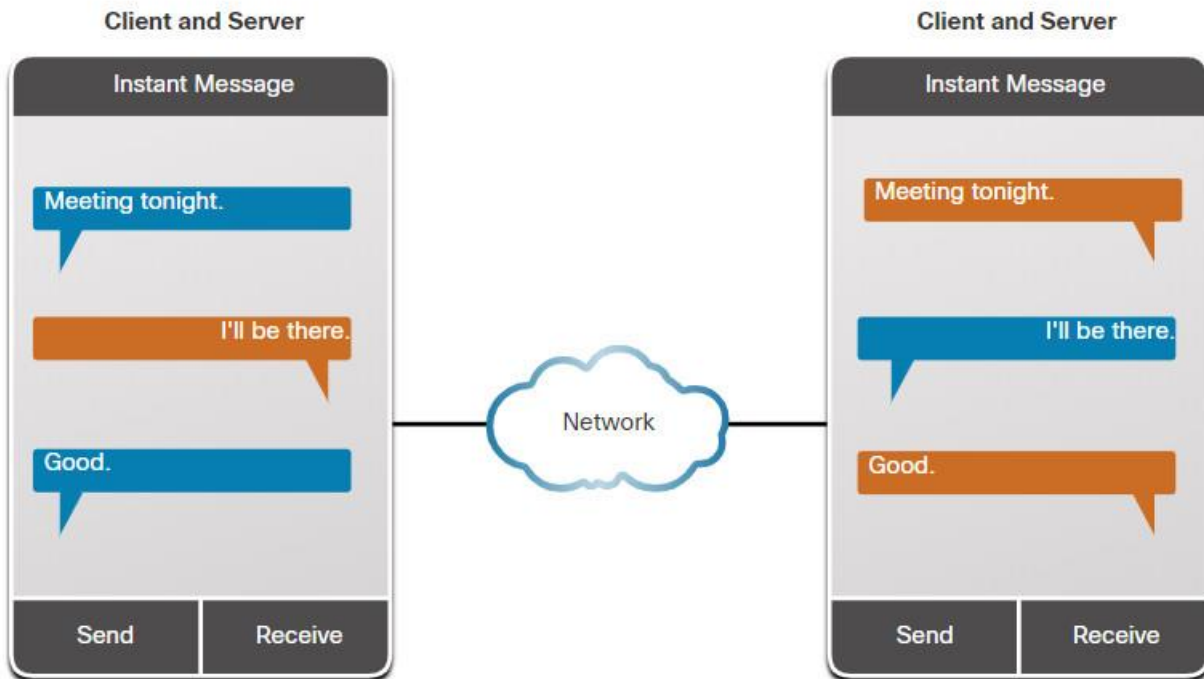 Client and Server
Instant Message
Meeting tonight.
I'll be there.
Good.
Send
Receive
Network
Client and Server
Instant Message
Meeting tonight.
I'll be there.
Good.
Send
Receive